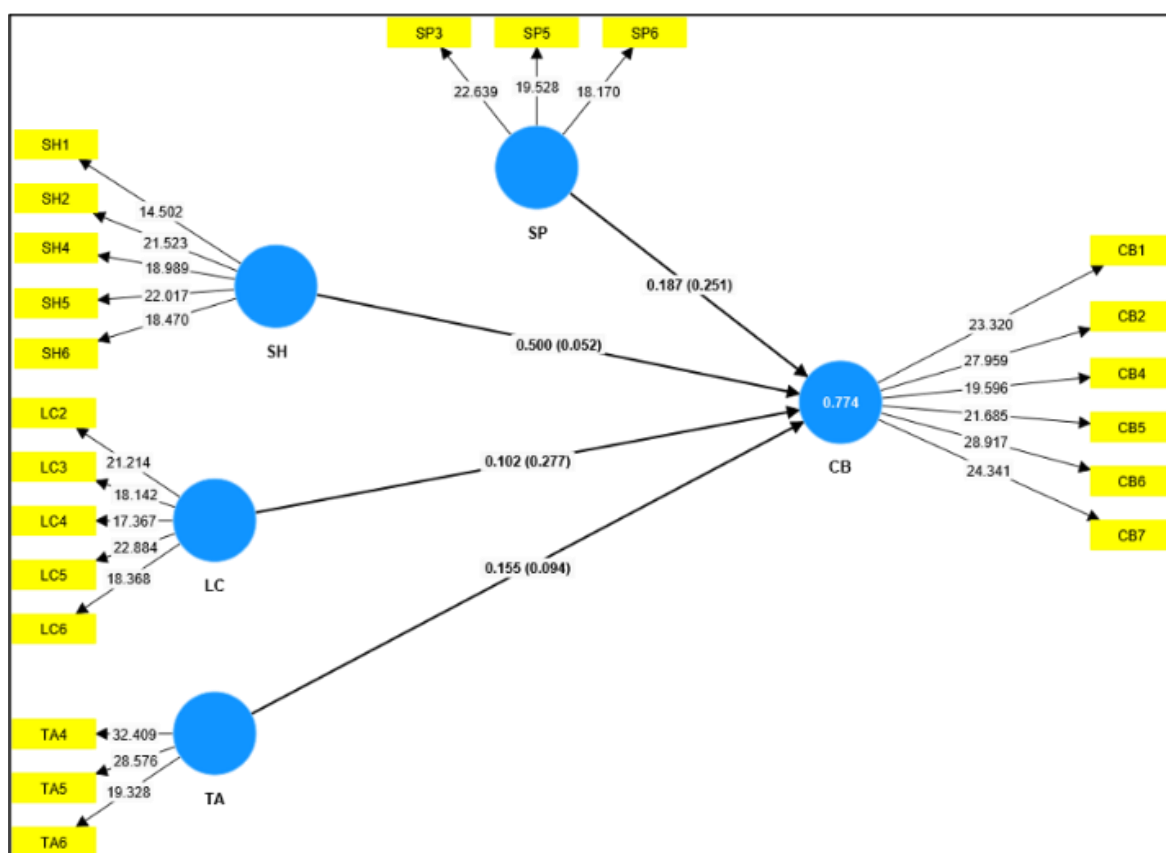 SP3
SP5
SP6
22.639
19.528
18.170
SP
SH1
SH2
SH4
SH5
SH6
14.502
21.523
18.989
22.017
18.470
SH
LC2
LC3
LC4
LC5
LC6
21.214
18.142
17.367
22.884
18.368
LC
TA4
TA5
TA6
32.409
28.576
19.328
TA
0.187 (0.251)
0.500 (0.052)
0.102 (0.277)
0.155 (0.094)
0.774
CB
23.320
27.959
19.596
21.685
28.917
24.341
CB1
CB2
CB4
CB5
CB6
CB7